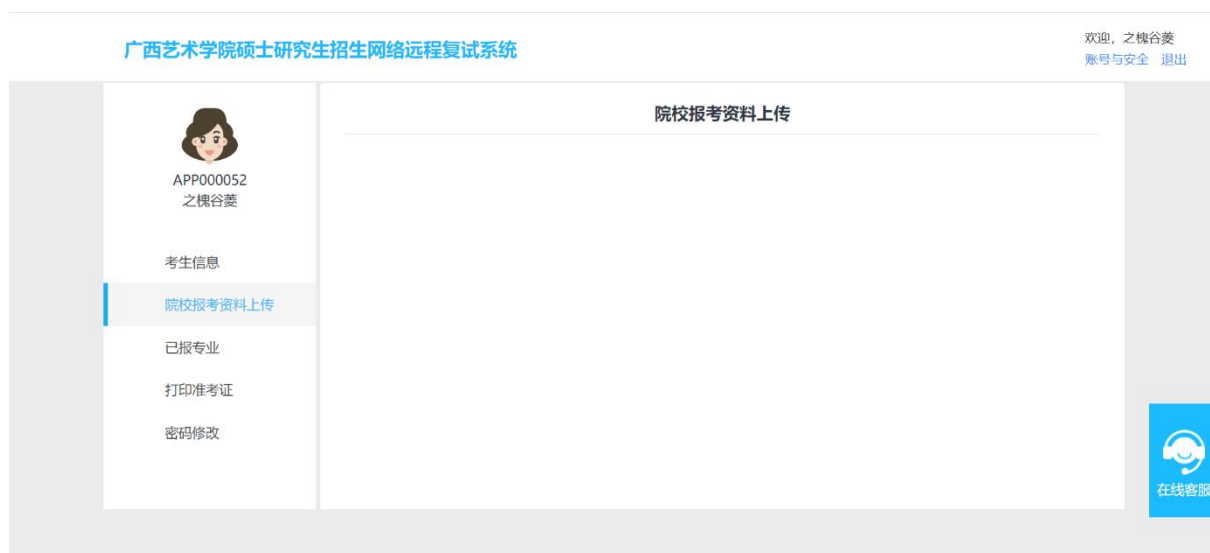 广西艺术学院硕士研究生招生网络远程复试系统
欢迎，之槐谷蒌
账号与安全 退出
APP000052
之槐谷蒌
考生信息
院校报考资料上传
已报专业
打印准考证
密码修改
院校报考资料上传
在线客服